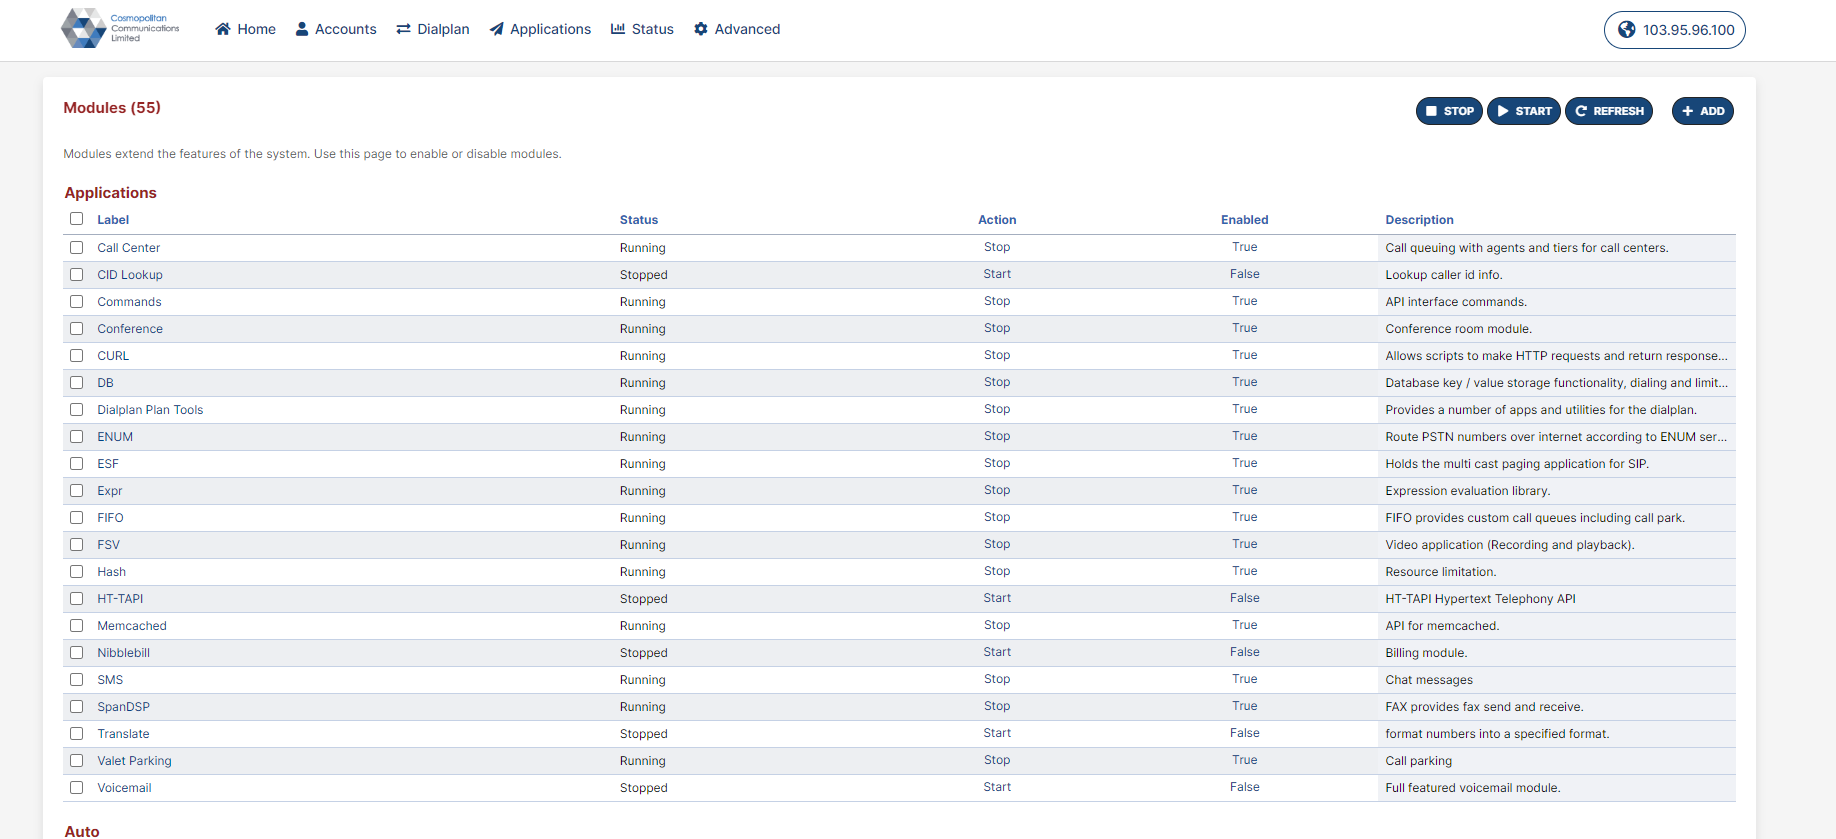 Cosmopolitan
Communications
Limited
Home Accounts Dialplan Applications Status Advanced 103.95.96.100
Modules (55) STOP START REFRESH ADD
Modules extend the features of the system. Use this page to enable or disable modules.
Applications
Label Status Action Enabled Description
Call Center Running Stop True Call queuing with agents and tiers for call centers.
CID Lookup Stopped Start False Lookup caller id info.
Commands Running Stop True API interface commands.
Conference Running Stop True Conference room module.
CURL Running Stop True Allows scripts to make HTTP requests and return response...
DB Running Stop True Database key / value storage functionality, dialing and limit...
Dialplan Plan Tools Running Stop True Provides a number of apps and utilities for the dialplan.
ENUM Running Stop True Route PSTN numbers over internet according to ENUM ser...
ESF Running Stop True Holds the multi cast paging application for SIP.
Expr Running Stop True Expression evaluation library.
FIFO Running Stop True FIFO provides custom call queues including call park.
FSV Running Stop True Video application (Recording and playback).
Hash Running Stop True Resource limitation.
HT-TAPI Stopped Start False HT-TAPI Hypertext Telephony API
Memcached Running Stop True API for memcached.
Nibblebill Stopped Start False Billing module.
SMS Running Stop True Chat messages
SpanDSP Running Stop True FAX provides fax send and receive.
Translate Stopped Start False format numbers into a specified format.
Valet Parking Running Stop True Call parking
Voicemail Stopped Start False Full featured voicemail module.
Auto